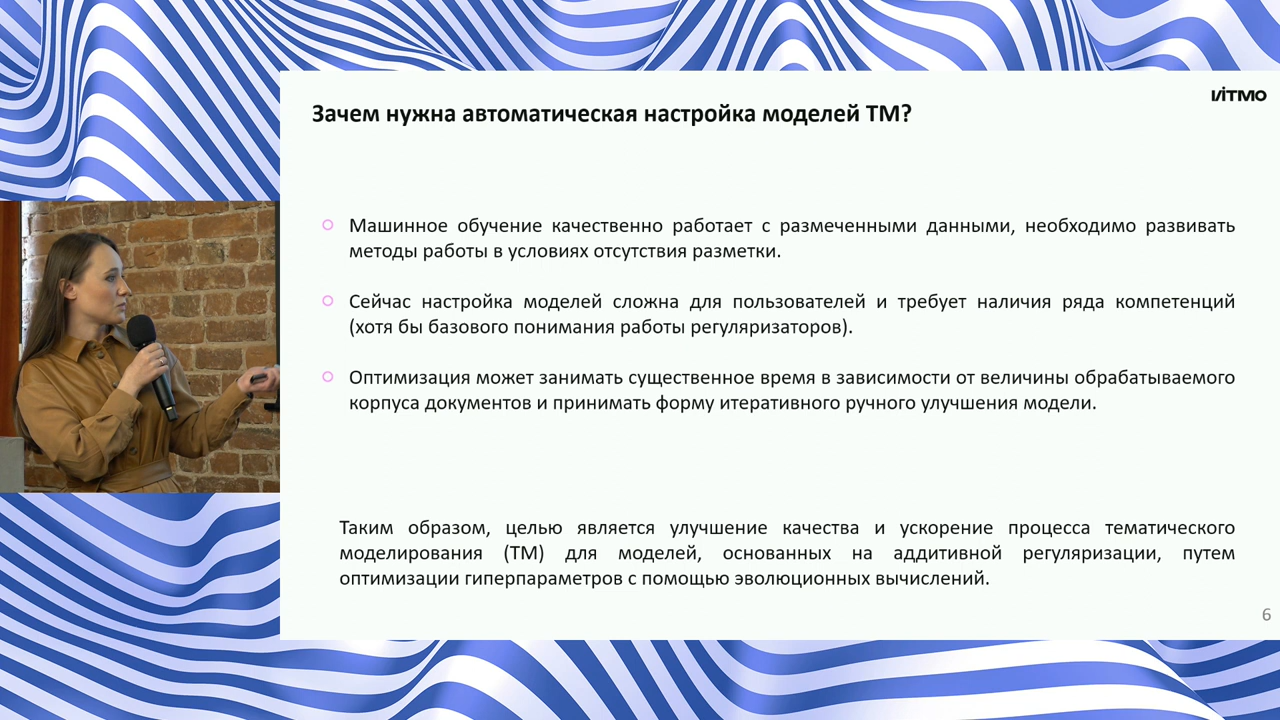 ITMO
Зачем нужна автоматическая настройка моделей ТМ?
Машинное обучение качественно работает с размеченными данными, необходимо развивать
методы работы в условиях отсутствия разметки.
Сейчас настройка моделей сложна для пользователей и требует наличия ряда компетенций
(хотя бы базового понимания работы регуляризаторов).
Оптимизация может занимать существенное время в зависимости от величины обрабатываемого
корпуса документов и принимать форму итеративного ручного улучшения модели.
Таким образом, целью является улучшение качества и ускорение процесса тематического
моделирования (ТМ) для моделей, основанных на аддитивной регуляризации, путем
оптимизации гиперпараметров с помощью эволюционных вычислений.
6